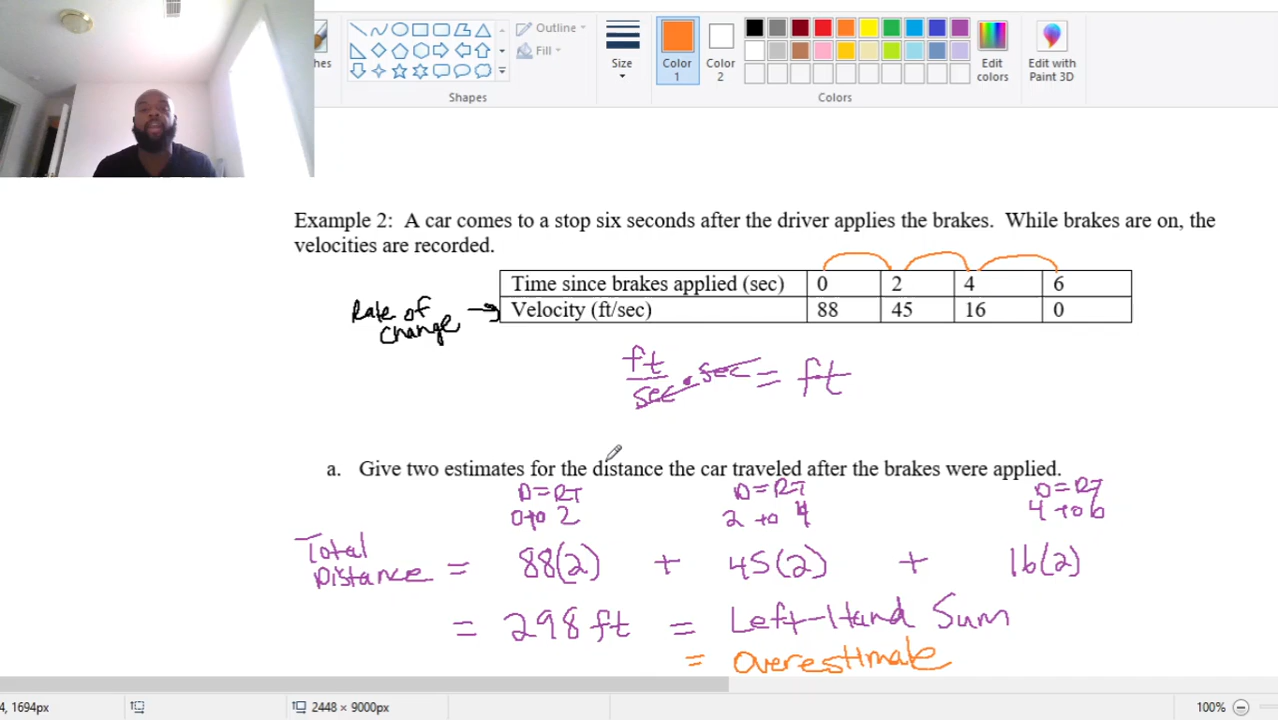 Outline
Fill
hes
Size
Color
1
Color
2
Edit
colors
Edit with
Paint 3D
Shapes
Colors
Example 2: A car comes to a stop six seconds after the driver applies the brakes. While brakes are on, the
velocities are recorded.
Time since brakes applied (sec) 0 2 4 6
Rate of
change
Velocity (ft/sec) 88 45 16 0
ft/sec · sec = ft
a. Give two estimates for the distance the car traveled after the brakes were applied.
D=RT D=RT D=RT
0 to 2 2 to 4 4 to 6
Total
Distance = 88(2) + 45(2) + 16(2)
= 298 ft = Left-Hand Sum
= overestimate
4, 1694px 2448 × 9000px 100%